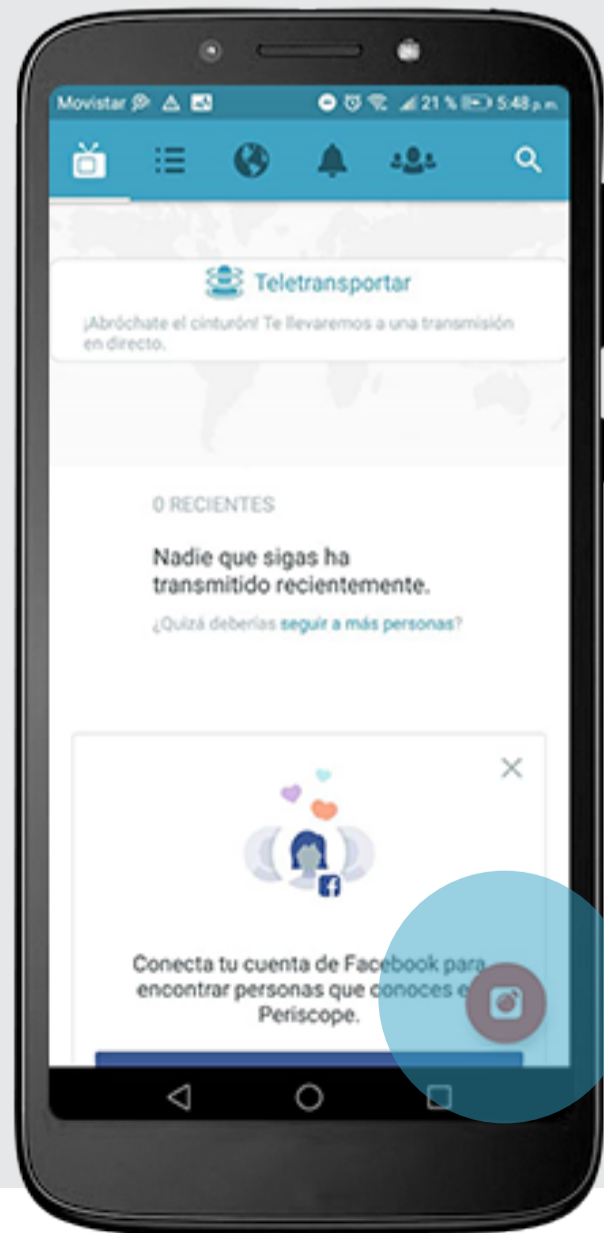 Movistar 21 % 5:48 p.m.
Teletransportar
¡Abróchate el cinturón! Te llevaremos a una transmisión
en directo.
0 RECIENTES
Nadie que sigas ha
transmitido recientemente.
¿Quizá deberías seguir a más personas?
Conecta tu cuenta de Facebook para
encontrar personas que conoces e
Periscope.